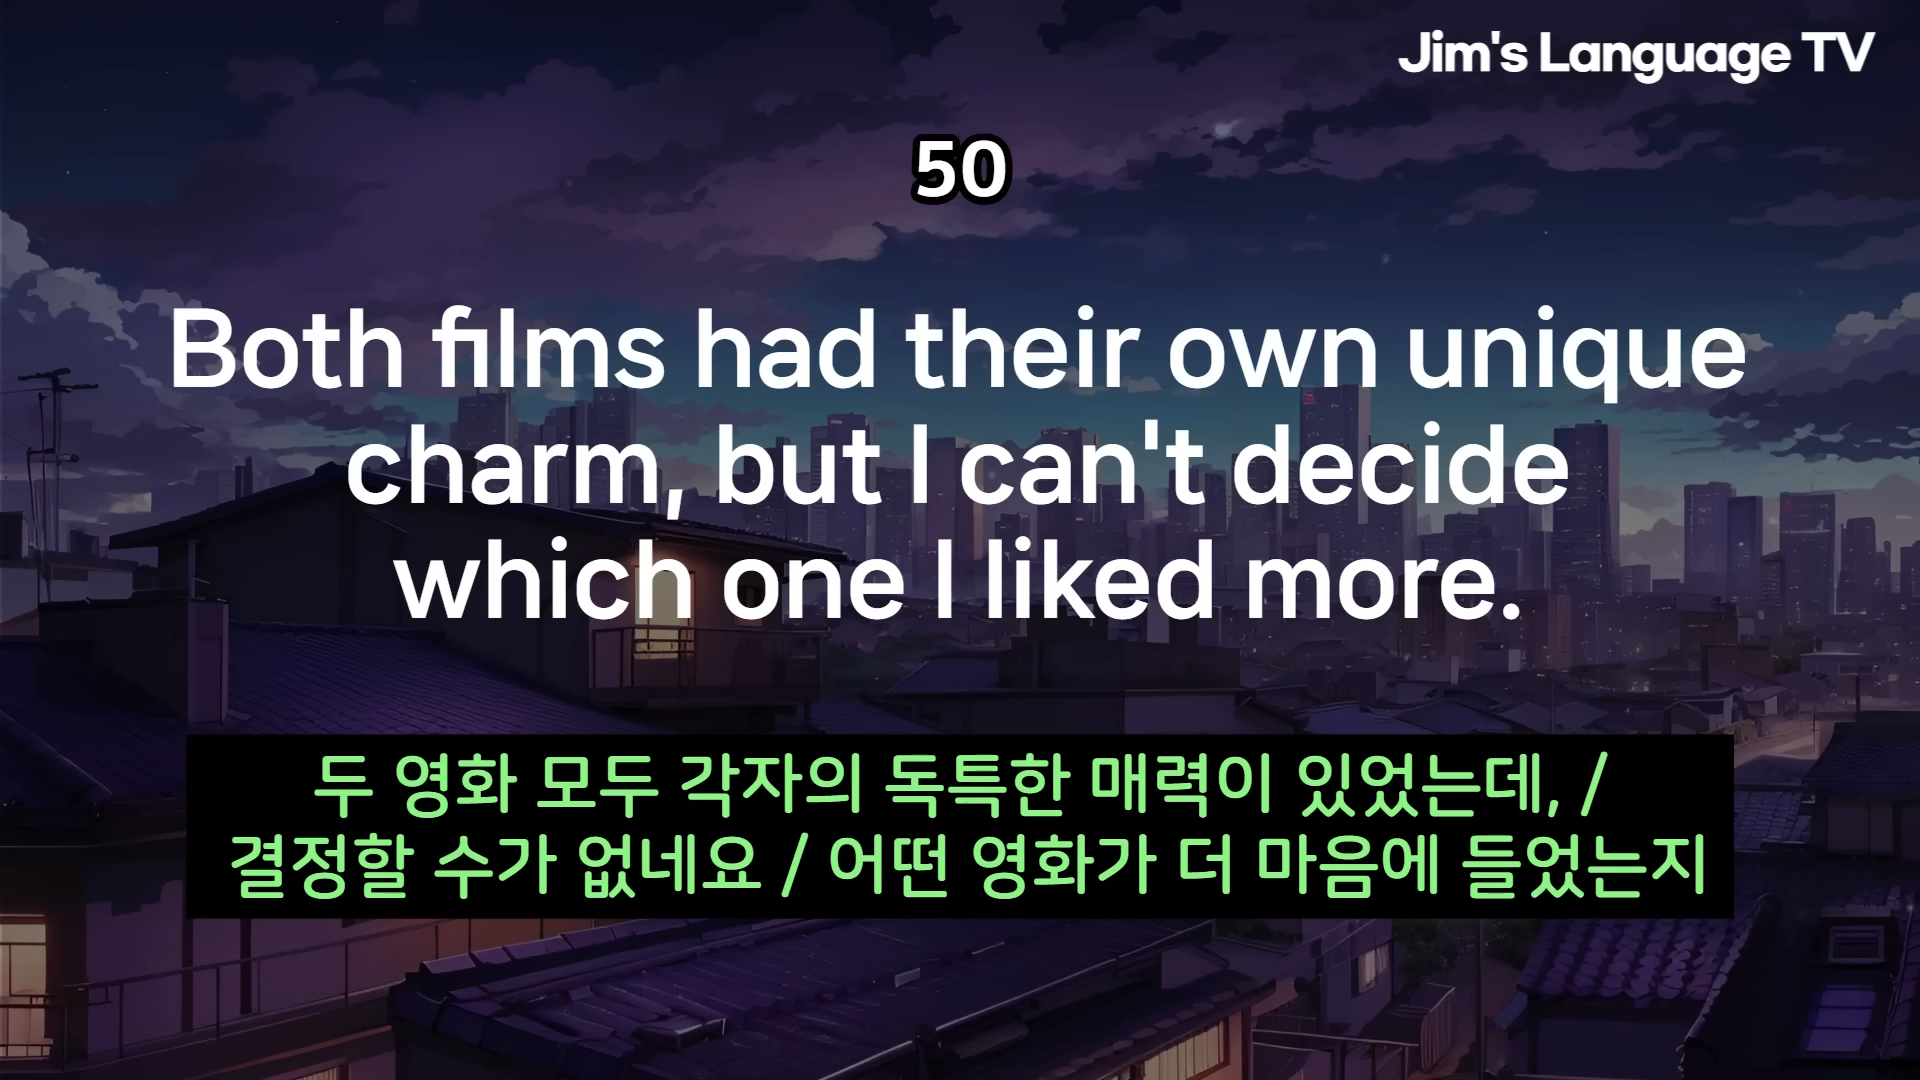 Jim's Language TV
50
Both films had their own unique
charm, but I can't decide
which one I liked more.
두 영화 모두 각자의 독특한 매력이 있었는데, /
결정할 수가 없네요 / 어떤 영화가 더 마음에 들었는지